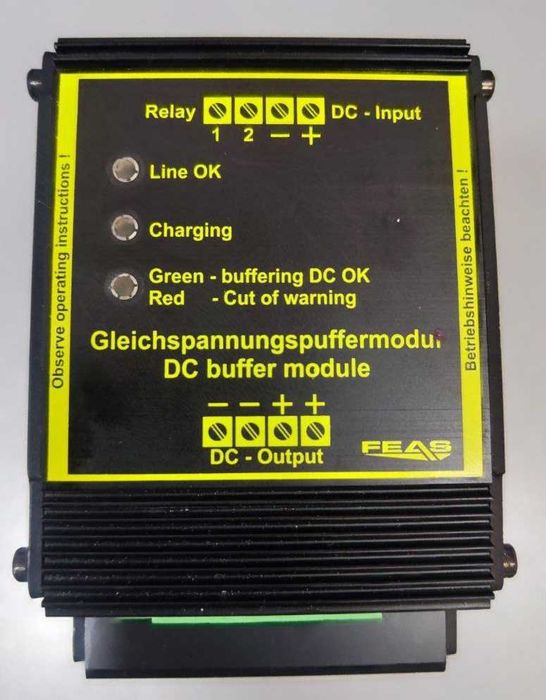 Relay DC - Input
1 2 − +
Line OK
Charging
Green - buffering DC OK
Red - Cut of warning
Gleichspannungspuffermodul
DC buffer module
− − + +
DC - Output
FEAS
Observe operating instructions !
Betriebshinweise beachten !